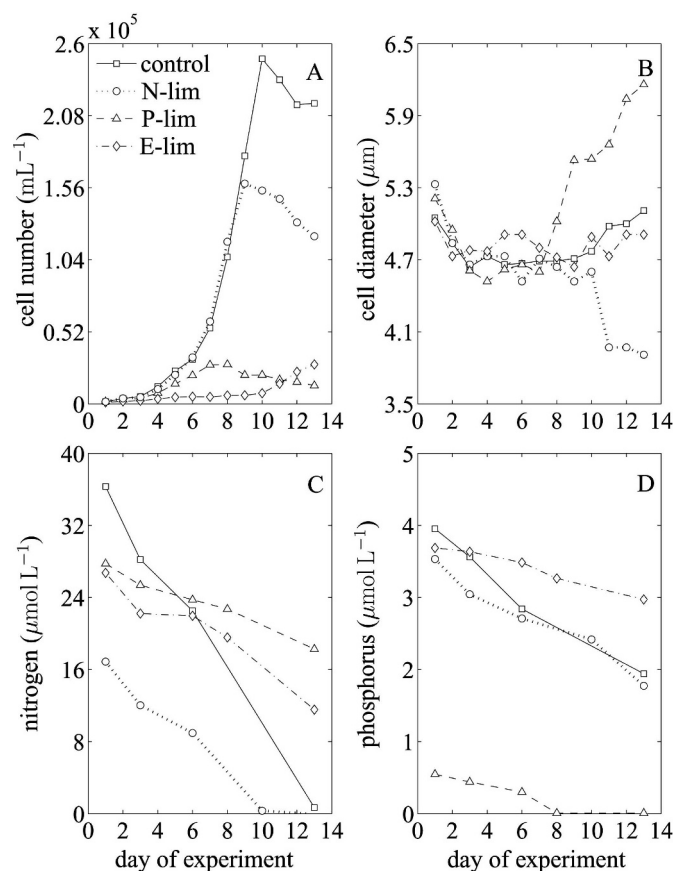 x 10⁵
2.6
2.08
1.56
1.04
0.52
0
A
control
N-lim
P-lim
E-lim
cell number (mL⁻¹)
0 2 4 6 8 10 12 14
6.5
5.9
5.3
4.7
4.1
3.5
B
cell diameter (μm)
0 2 4 6 8 10 12 14
40
32
24
16
8
0
C
nitrogen (μmol L⁻¹)
0 2 4 6 8 10 12 14
day of experiment
5
4
3
2
1
0
D
phosphorus (μmol L⁻¹)
0 2 4 6 8 10 12 14
day of experiment